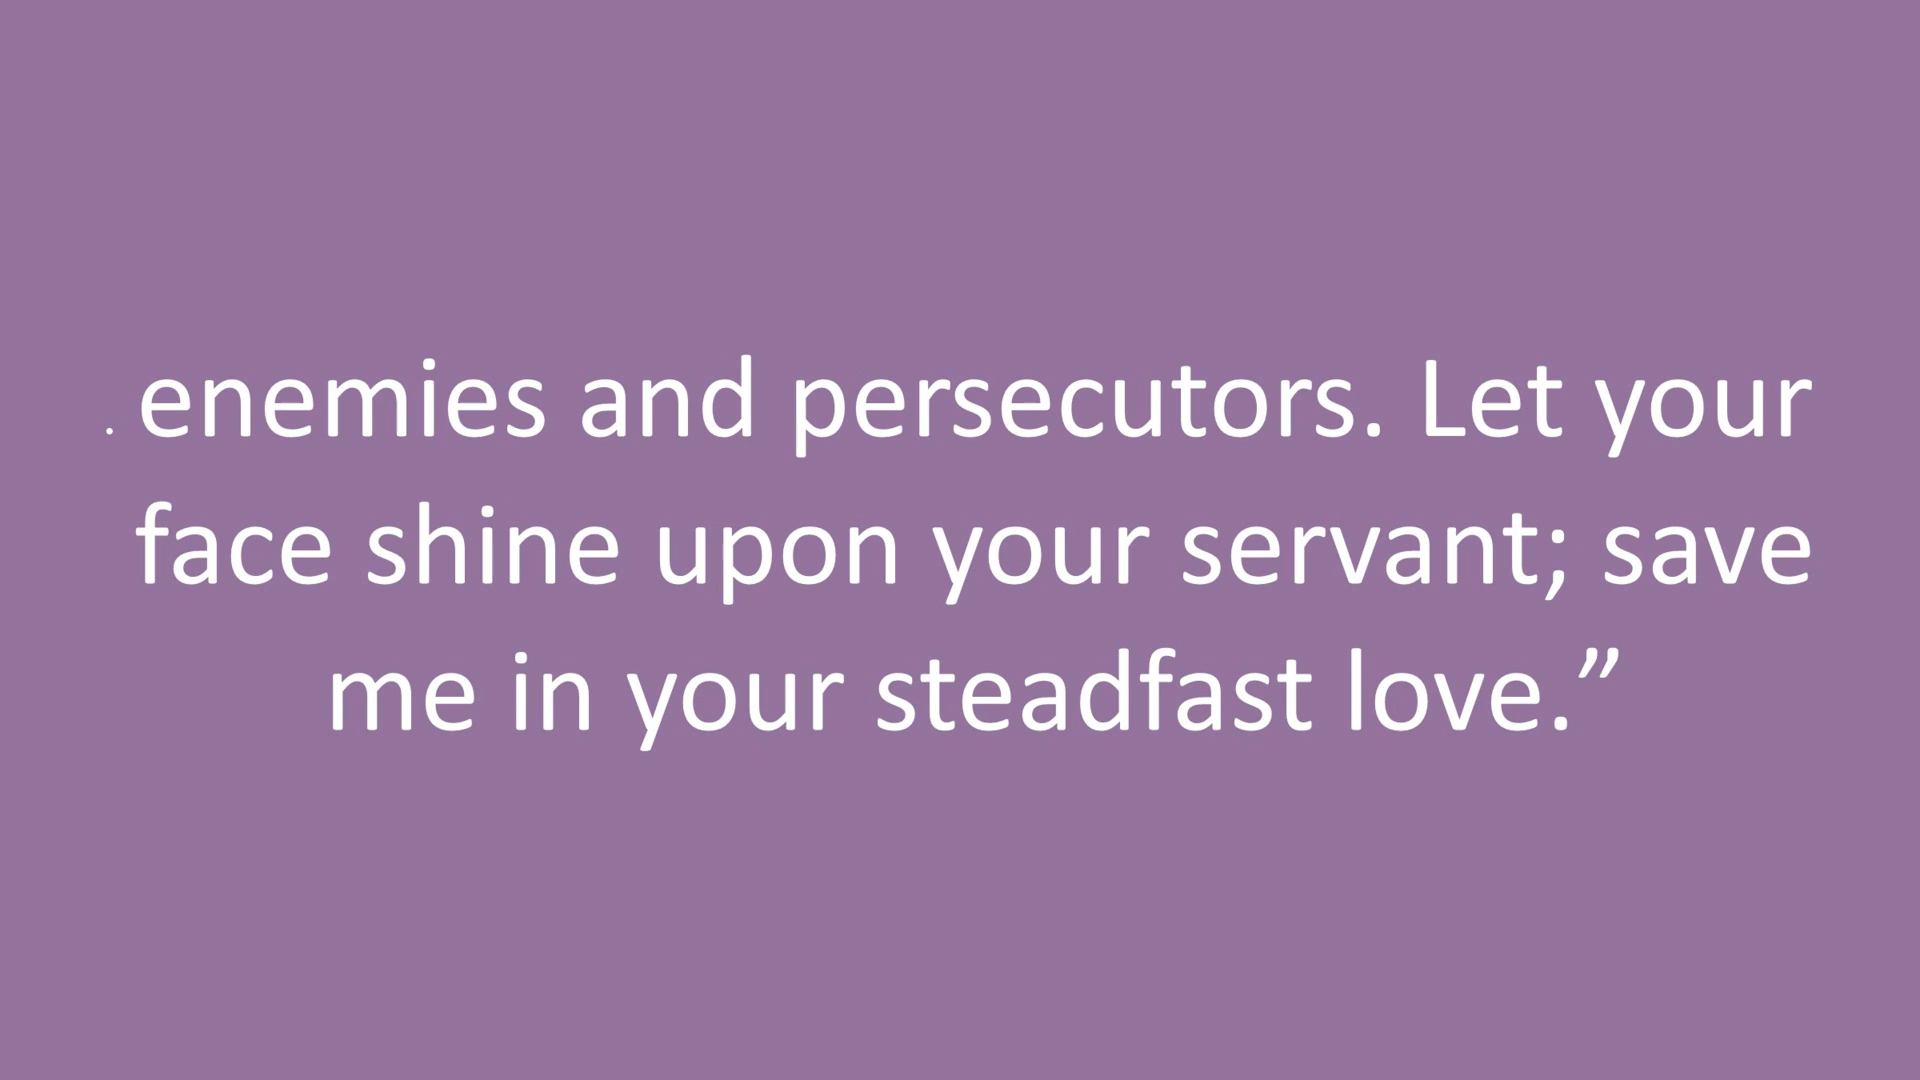 . enemies and persecutors. Let your
face shine upon your servant; save
me in your steadfast love.”